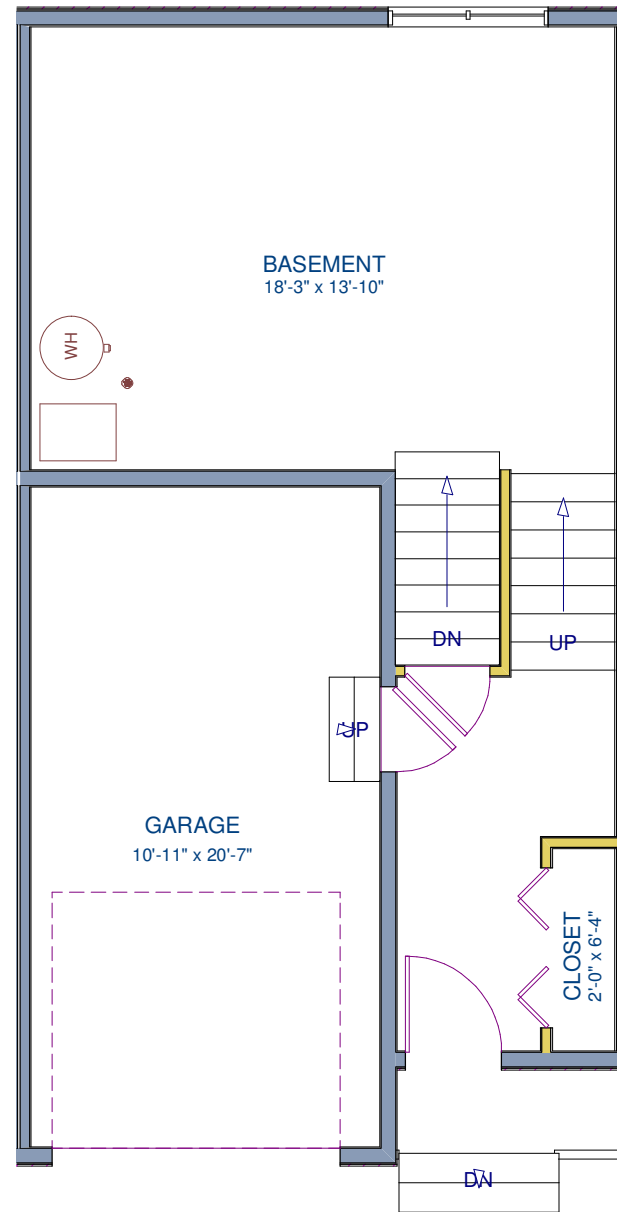 BASEMENT
18'-3" x 13'-10"
WH
DN
UP
UP
GARAGE
10'-11" x 20'-7"
CLOSET
2'-0" x 6'-4"
DN